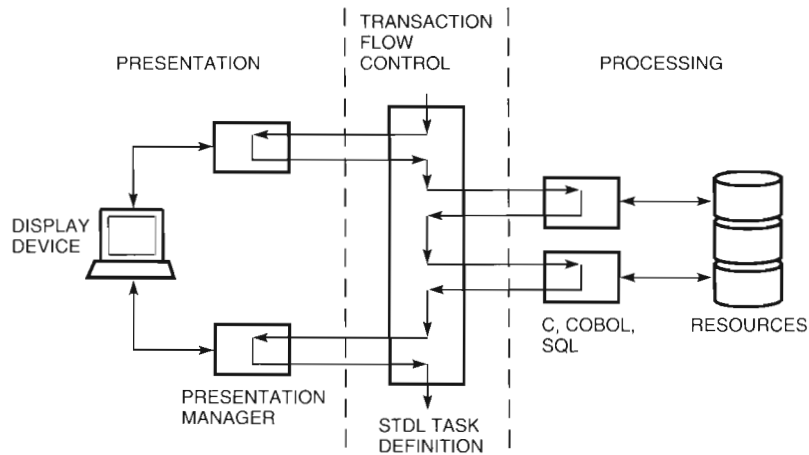 TRANSACTION
FLOW
CONTROL
PRESENTATION
PROCESSING
DISPLAY
DEVICE
C, COBOL,
SQL
RESOURCES
PRESENTATION
MANAGER
STDL TASK
DEFINITION